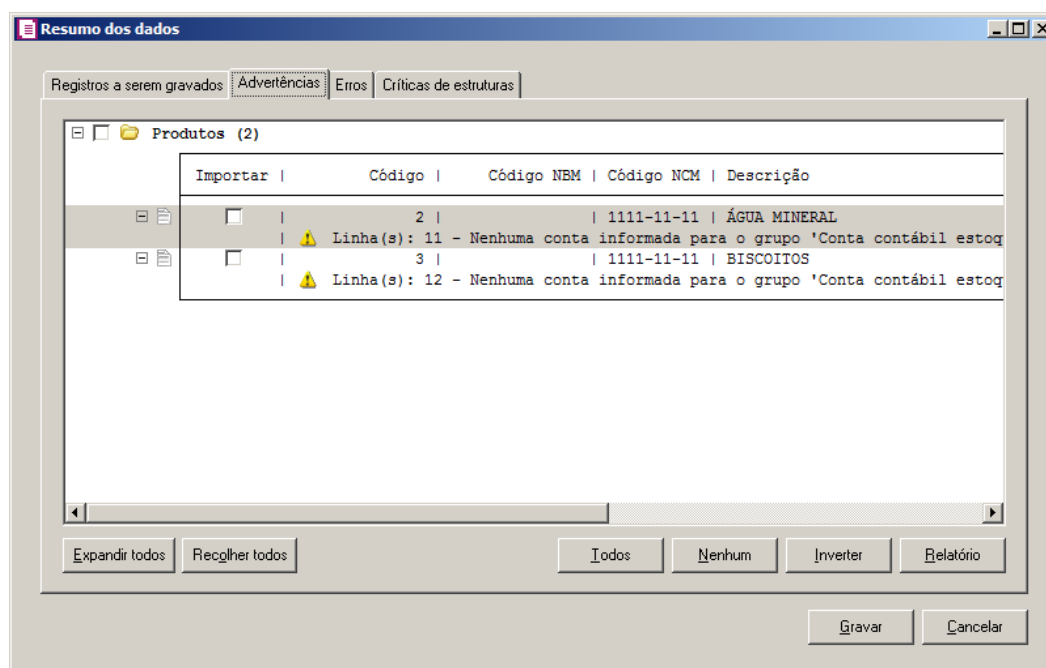 Resumo dos dados
Registros a serem gravados Advertências Erros Críticas de estruturas
Produtos (2)
Importar | Código | Código NBM | Código NCM | Descrição
| 2 | | 1111-11-11 | ÁGUA MINERAL
| Linha(s): 11 - Nenhuma conta informada para o grupo 'Conta contábil estoq
| 3 | | 1111-11-11 | BISCOITOS
| Linha(s): 12 - Nenhuma conta informada para o grupo 'Conta contábil estoq
Expandir todos Recolher todos Todos Nenhum Inverter Relatório
Gravar Cancelar